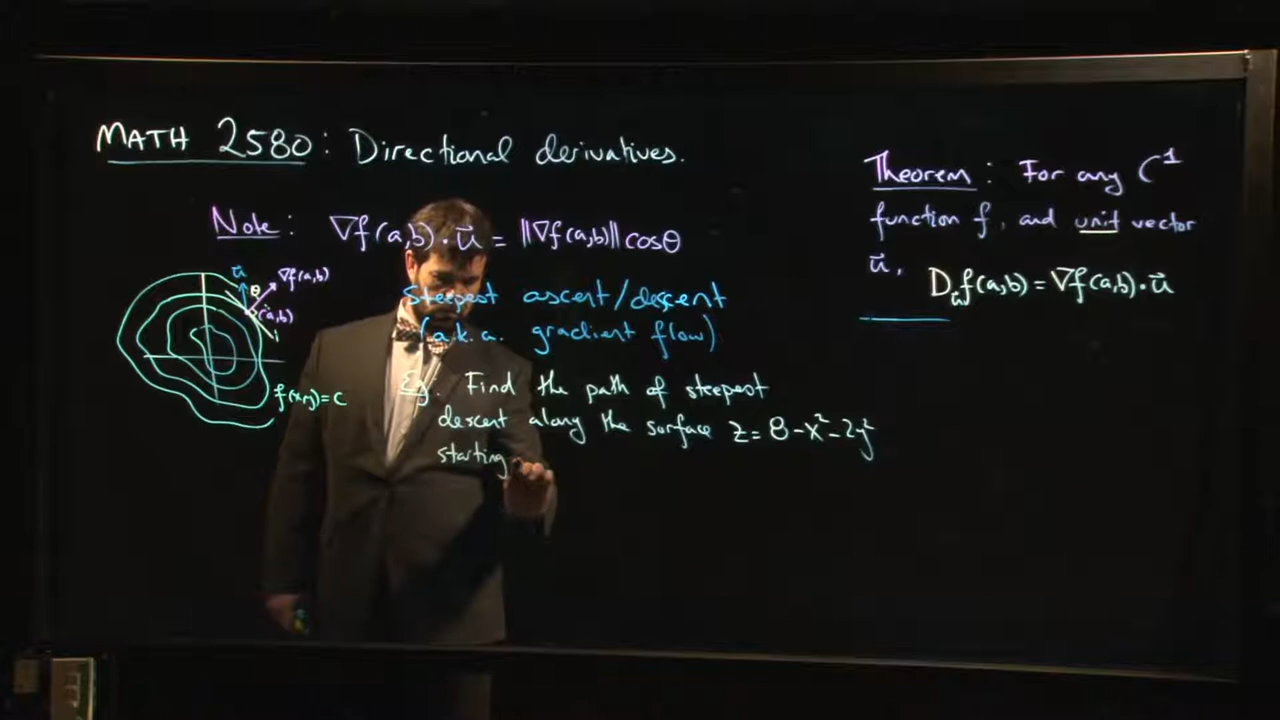 MATH 2580: Directional derivatives.
Note: ∇f(a,b)·u⃗ = ‖∇f(a,b)‖cosθ
u⃗
θ
∇f(a,b)
(a,b)
f(x,y)=c
Steepest ascent/descent
(a.k.a. gradient flow)
Eg. Find the path of steepest
descent along the surface z = 8 - x² - 2y²
starting
Theorem: For any C¹
function f, and unit vector
u⃗,
D_u⃗ f(a,b) = ∇f(a,b)·u⃗